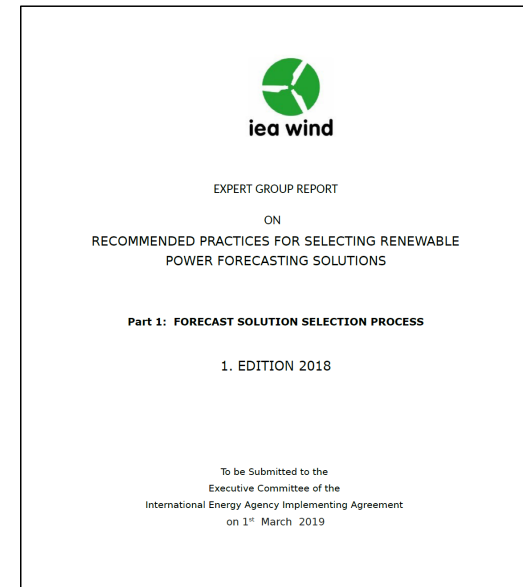 iea wind
EXPERT GROUP REPORT
ON
RECOMMENDED PRACTICES FOR SELECTING RENEWABLE
POWER FORECASTING SOLUTIONS
Part 1: FORECAST SOLUTION SELECTION PROCESS
1. EDITION 2018
To be Submitted to the
Executive Committee of the
International Energy Agency Implementing Agreement
on 1st March 2019